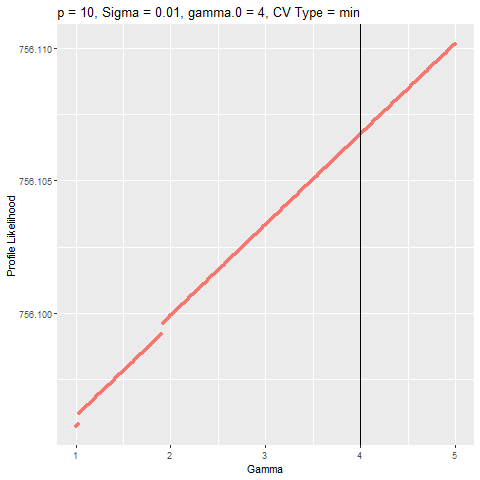 p = 10, Sigma = 0.01, gamma.0 = 4, CV Type = min
756.110
756.105
756.100
Profile Likelihood
1 2 3 4 5
Gamma